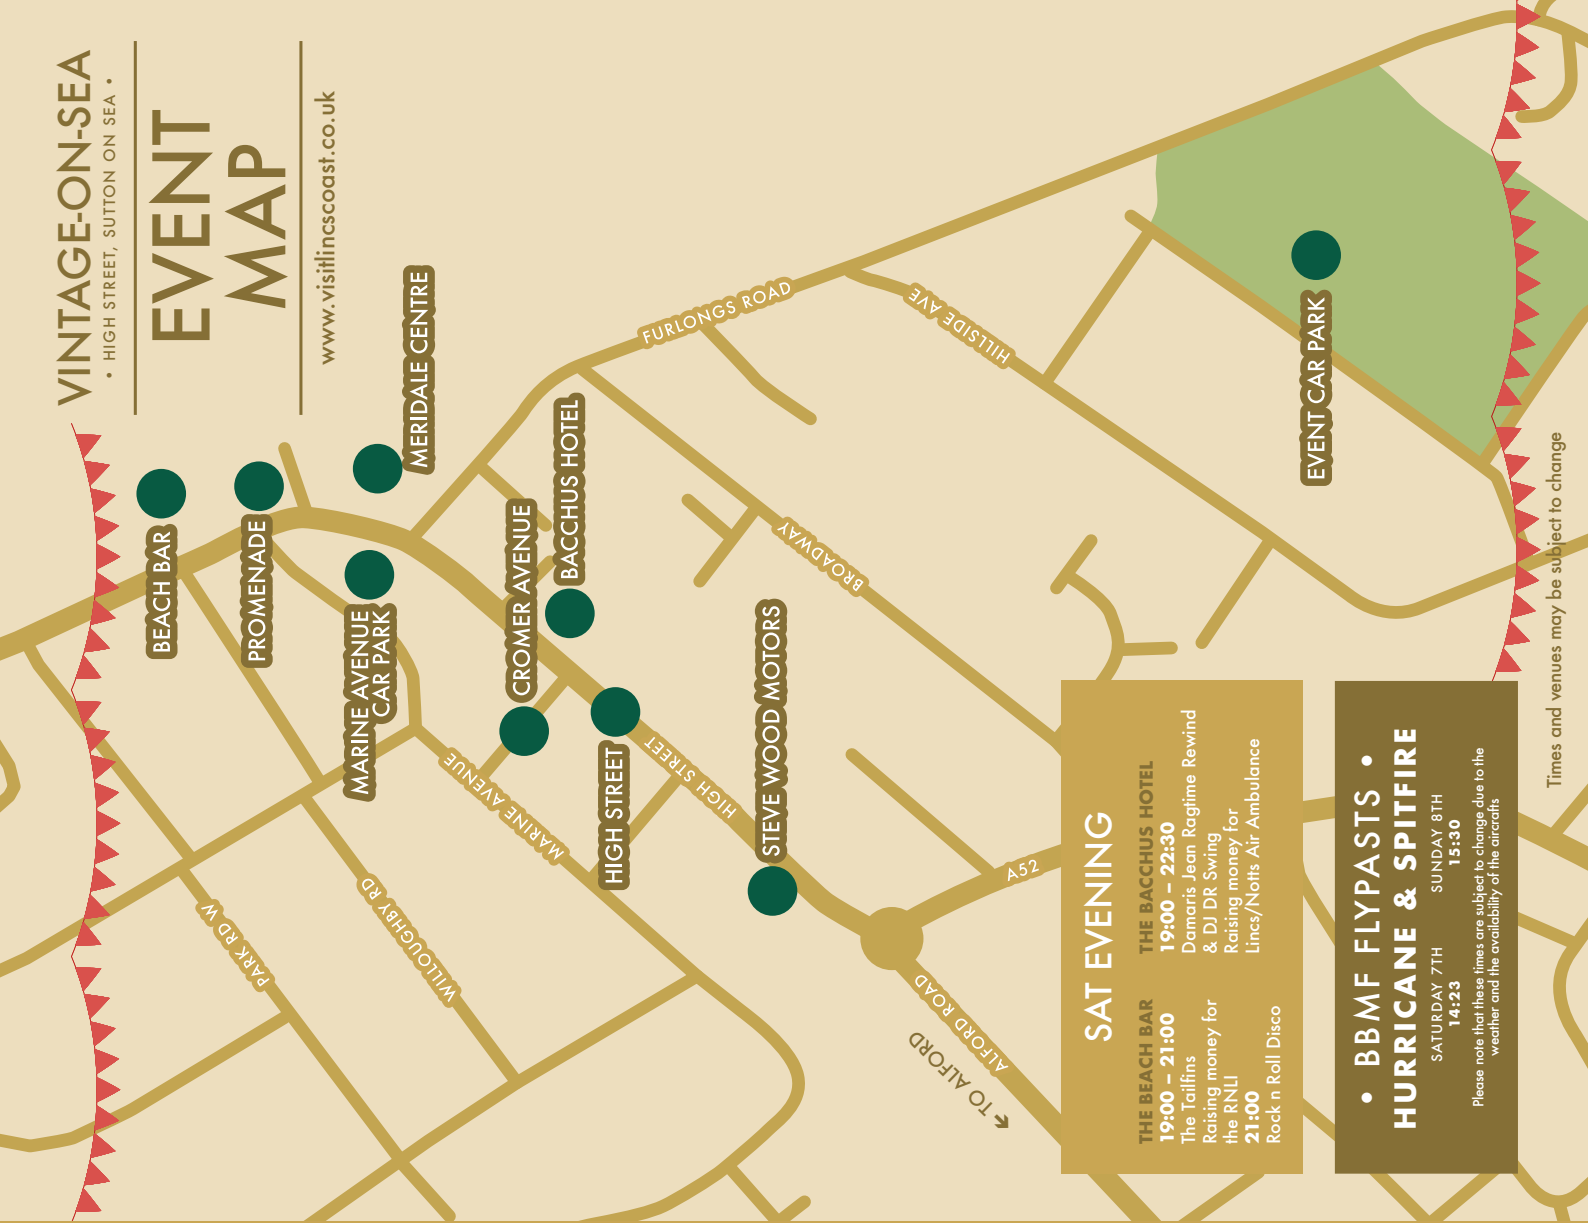 VINTAGE-ON-SEA
• HIGH STREET, SUTTON ON SEA •
EVENT
MAP
www.visitlincscoast.co.uk
BEACH BAR
PROMENADE
MERIDALE CENTRE
MARINE AVENUE
CAR PARK
CROMER AVENUE
BACCHUS HOTEL
HIGH STREET
STEVE WOOD MOTORS
EVENT CAR PARK
FURLONGS ROAD
HILLSIDE AVE
BROADWAY
HIGH STREET
MARINE AVENUE
WILLOUGHBY RD
PARK RD W
A52
ALFORD ROAD
TO ALFORD
SAT EVENING
THE BEACH BAR
19:00 – 21:00
The Tailfins
Raising money for
the RNLI
21:00
Rock n Roll Disco
THE BACCHUS HOTEL
19:00 – 22:30
Damaris Jean Ragtime Rewind
& DJ DR Swing
Raising money for
Lincs/Notts Air Ambulance
• BBMF FLYPASTS •
HURRICANE & SPITFIRE
SATURDAY 7TH
14:23
SUNDAY 8TH
15:30
Please note that these times are subject to change due to the
weather and the availability of the aircrafts
Times and venues may be subject to change